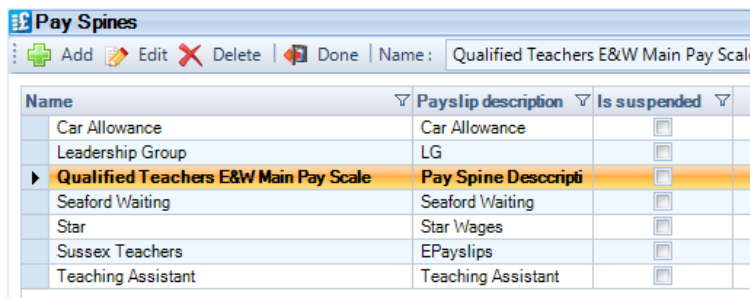 Pay Spines
Add Edit Delete Done Name: Qualified Teachers E&W Main Pay Scale
Name Payslip description Is suspended
Car Allowance Car Allowance
Leadership Group LG
Qualified Teachers E&W Main Pay Scale Pay Spine Desccripti
Seaford Waiting Seaford Waiting
Star Star Wages
Sussex Teachers EPayslips
Teaching Assistant Teaching Assistant